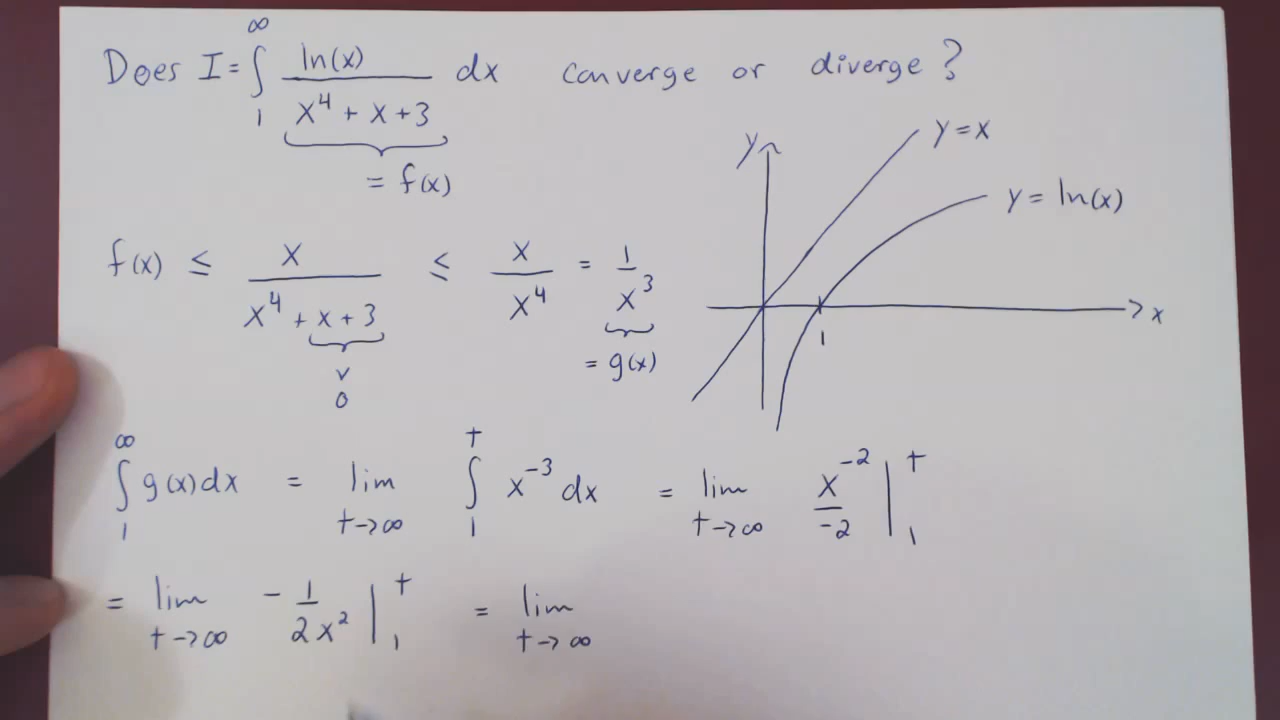 Does I = ∫₁^∞ ln(x) / (x⁴ + x + 3) dx converge or diverge?
= f(x)
y
y = x
y = ln(x)
x
1
f(x) ≤ x / (x⁴ + x + 3) ≤ x / x⁴ = 1 / x³
∨
0
= g(x)
∫₁^∞ g(x) dx = lim t→∞ ∫₁^t x⁻³ dx = lim t→∞ x⁻² / -2 |₁^t
= lim t→∞ - 1 / 2x² |₁^t = lim t→∞